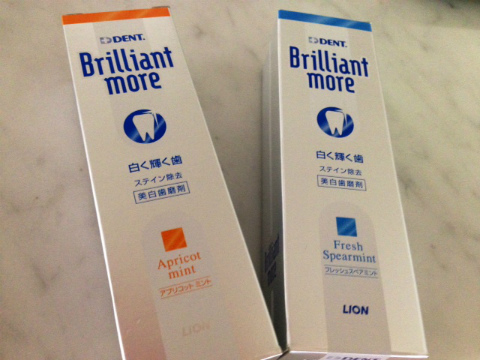 DENT.
Brilliant
more
白く輝く歯
ステイン除去
美白歯磨剤
Apricot
mint
アプリコットミント
LION
DENT.
Brilliant
more
白く輝く歯
ステイン除去
美白歯磨剤
Fresh
Spearmint
フレッシュスペアミント
LION